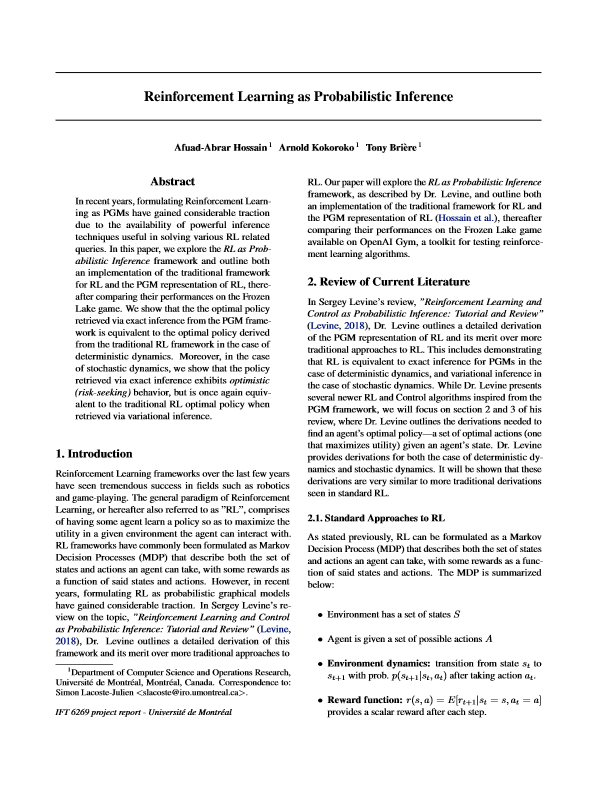 Reinforcement Learning as Probabilistic Inference
Afuad-Abrar Hossain 1 Arnold Kokoroko 1 Tony Brière 1
Abstract
In recent years, formulating Reinforcement Learn-
ing as PGMs have gained considerable traction
due to the availability of powerful inference
techniques useful in solving various RL related
queries. In this paper, we explore the RL as Prob-
abilistic Inference framework and outline both
an implementation of the traditional framework
for RL and the PGM representation of RL, there-
after comparing their performances on the Frozen
Lake game. We show that the the optimal policy
retrieved via exact inference from the PGM frame-
work is equivalent to the optimal policy derived
from the traditional RL framework in the case of
deterministic dynamics. Moreover, in the case
of stochastic dynamics, we show that the policy
retrieved via exact inference exhibits optimistic
(risk-seeking) behavior, but is once again equiv-
alent to the traditional RL optimal policy when
retrieved via variational inference.
1. Introduction
Reinforcement Learning frameworks over the last few years
have seen tremendous success in fields such as robotics
and game-playing. The general paradigm of Reinforcement
Learning, or hereafter also referred to as "RL", comprises
of having some agent learn a policy so as to maximize the
utility in a given environment the agent can interact with.
RL frameworks have commonly been formulated as Markov
Decision Processes (MDP) that describe both the set of
states and actions an agent can take, with some rewards as
a function of said states and actions. However, in recent
years, formulating RL as probabilistic graphical models
have gained considerable traction. In Sergey Levine's re-
view on the topic, "Reinforcement Learning and Control
as Probabilistic Inference: Tutorial and Review" (Levine,
2018), Dr. Levine outlines a detailed derivation of this
framework and its merit over more traditional approaches to
1Department of Computer Science and Operations Research,
Université de Montréal, Montréal, Canada. Correspondence to:
Simon Lacoste-Julien <slacoste@iro.umontreal.ca>.
IFT 6269 project report - Université de Montréal
RL. Our paper will explore the RL as Probabilistic Inference
framework, as described by Dr. Levine, and outline both
an implementation of the traditional framework for RL and
the PGM representation of RL (Hossain et al.), thereafter
comparing their performances on the Frozen Lake game
available on OpenAI Gym, a toolkit for testing reinforce-
ment learning algorithms.
2. Review of Current Literature
In Sergey Levine's review, "Reinforcement Learning and
Control as Probabilistic Inference: Tutorial and Review"
(Levine, 2018), Dr. Levine outlines a detailed derivation
of the PGM representation of RL and its merit over more
traditional approaches to RL. This includes demonstrating
that RL is equivalent to exact inference for PGMs in the
case of deterministic dynamics, and variational inference in
the case of stochastic dynamics. While Dr. Levine presents
several newer RL and Control algorithms inspired from the
PGM framework, we will focus on section 2 and 3 of his
review, where Dr. Levine outlines the derivations needed to
find an agent's optimal policy—a set of optimal actions (one
that maximizes utility) given an agent's state. Dr. Levine
provides derivations for both the case of deterministic dy-
namics and stochastic dynamics. It will be shown that these
derivations are very similar to more traditional derivations
seen in standard RL.
2.1. Standard Approaches to RL
As stated previously, RL can be formulated as a Markov
Decision Process (MDP) that describes both the set of states
and actions an agent can take, with some rewards as a func-
tion of said states and actions. The MDP is summarized
below:
• Environment has a set of states S
• Agent is given a set of possible actions A
• Environment dynamics: transition from state s_t to
s_{t+1} with prob. p(s_{t+1}|s_t, a_t) after taking action a_t.
• Reward function: r(s, a) = E[r_{t+1}|s_t = s, a_t = a]
provides a scalar reward after each step.